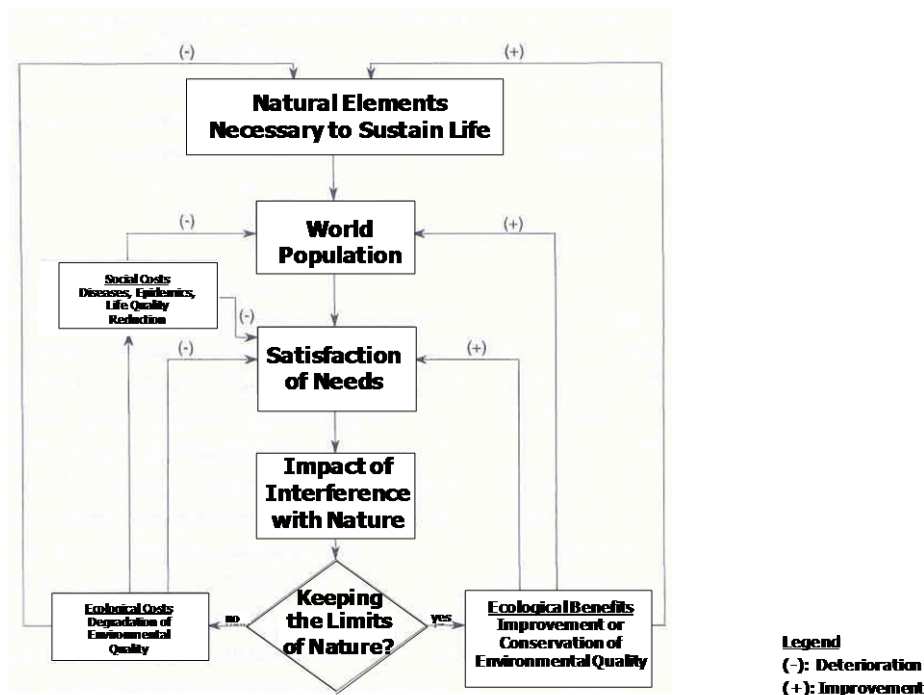 (-)
(+)
Natural Elements
Necessary to Sustain Life
(-)
World
Population
(+)
Social Costs
Diseases, Epidemics,
Life Quality
Reduction
(-)
(-)
Satisfaction
of Needs
(+)
Impact of
Interference
with Nature
Ecological Costs
Degradation of
Environmental
Quality
no
Keeping
the Limits
of Nature?
yes
Ecological Benefits
Improvement or
Conservation of
Environmental Quality
Legend
(-): Deterioration
(+): Improvement